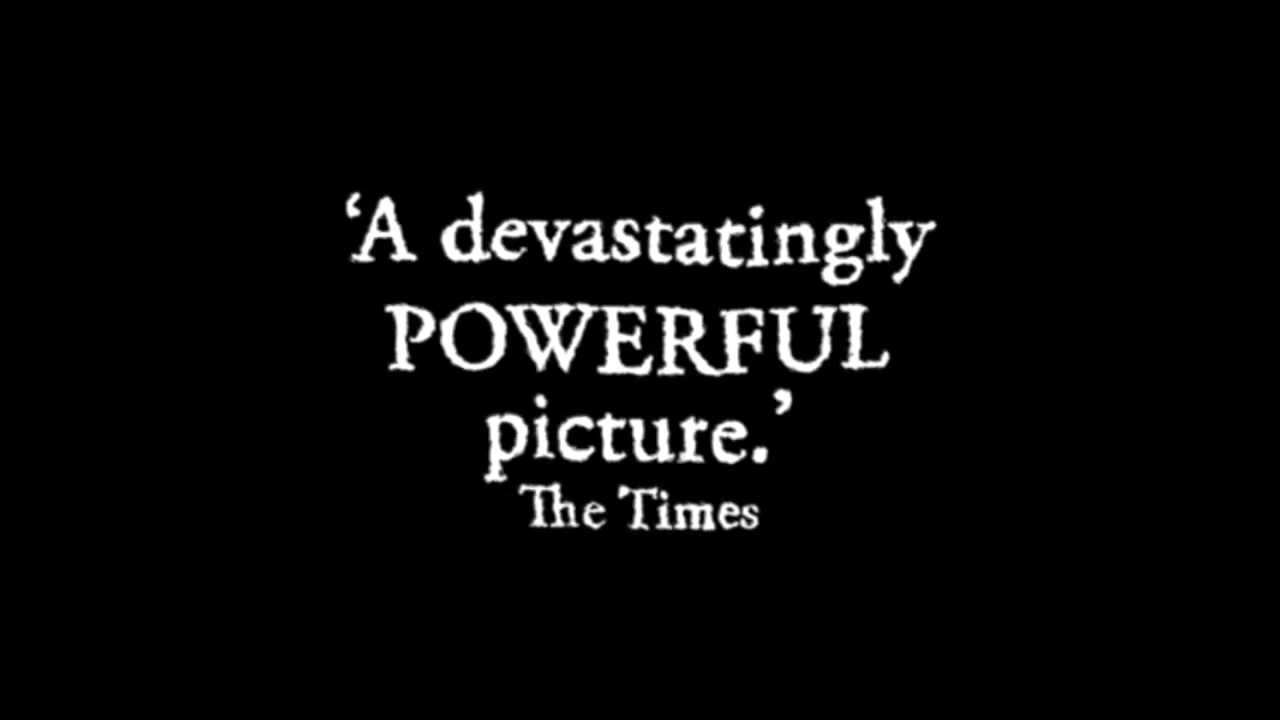 ‘A devastatingly
POWERFUL
picture.’
The Times